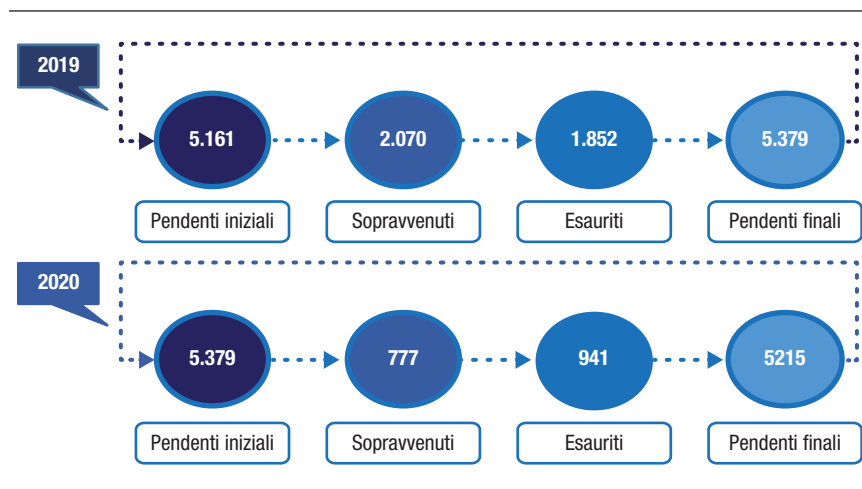 2019
5.161
2.070
1.852
5.379
Pendenti iniziali
Sopravvenuti
Esauriti
Pendenti finali
2020
5.379
777
941
5215
Pendenti iniziali
Sopravvenuti
Esauriti
Pendenti finali